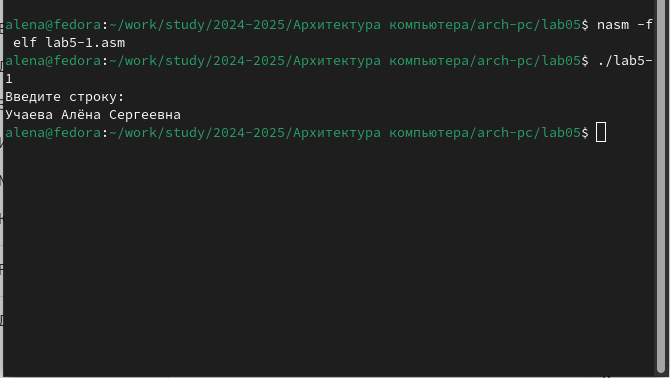 alena@fedora:~/work/study/2024-2025/Архитектура компьютера/arch-pc/lab05$ nasm -f
 elf lab5-1.asm
alena@fedora:~/work/study/2024-2025/Архитектура компьютера/arch-pc/lab05$ ./lab5-
1
Введите строку:
Учаева Алёна Сергеевна
alena@fedora:~/work/study/2024-2025/Архитектура компьютера/arch-pc/lab05$